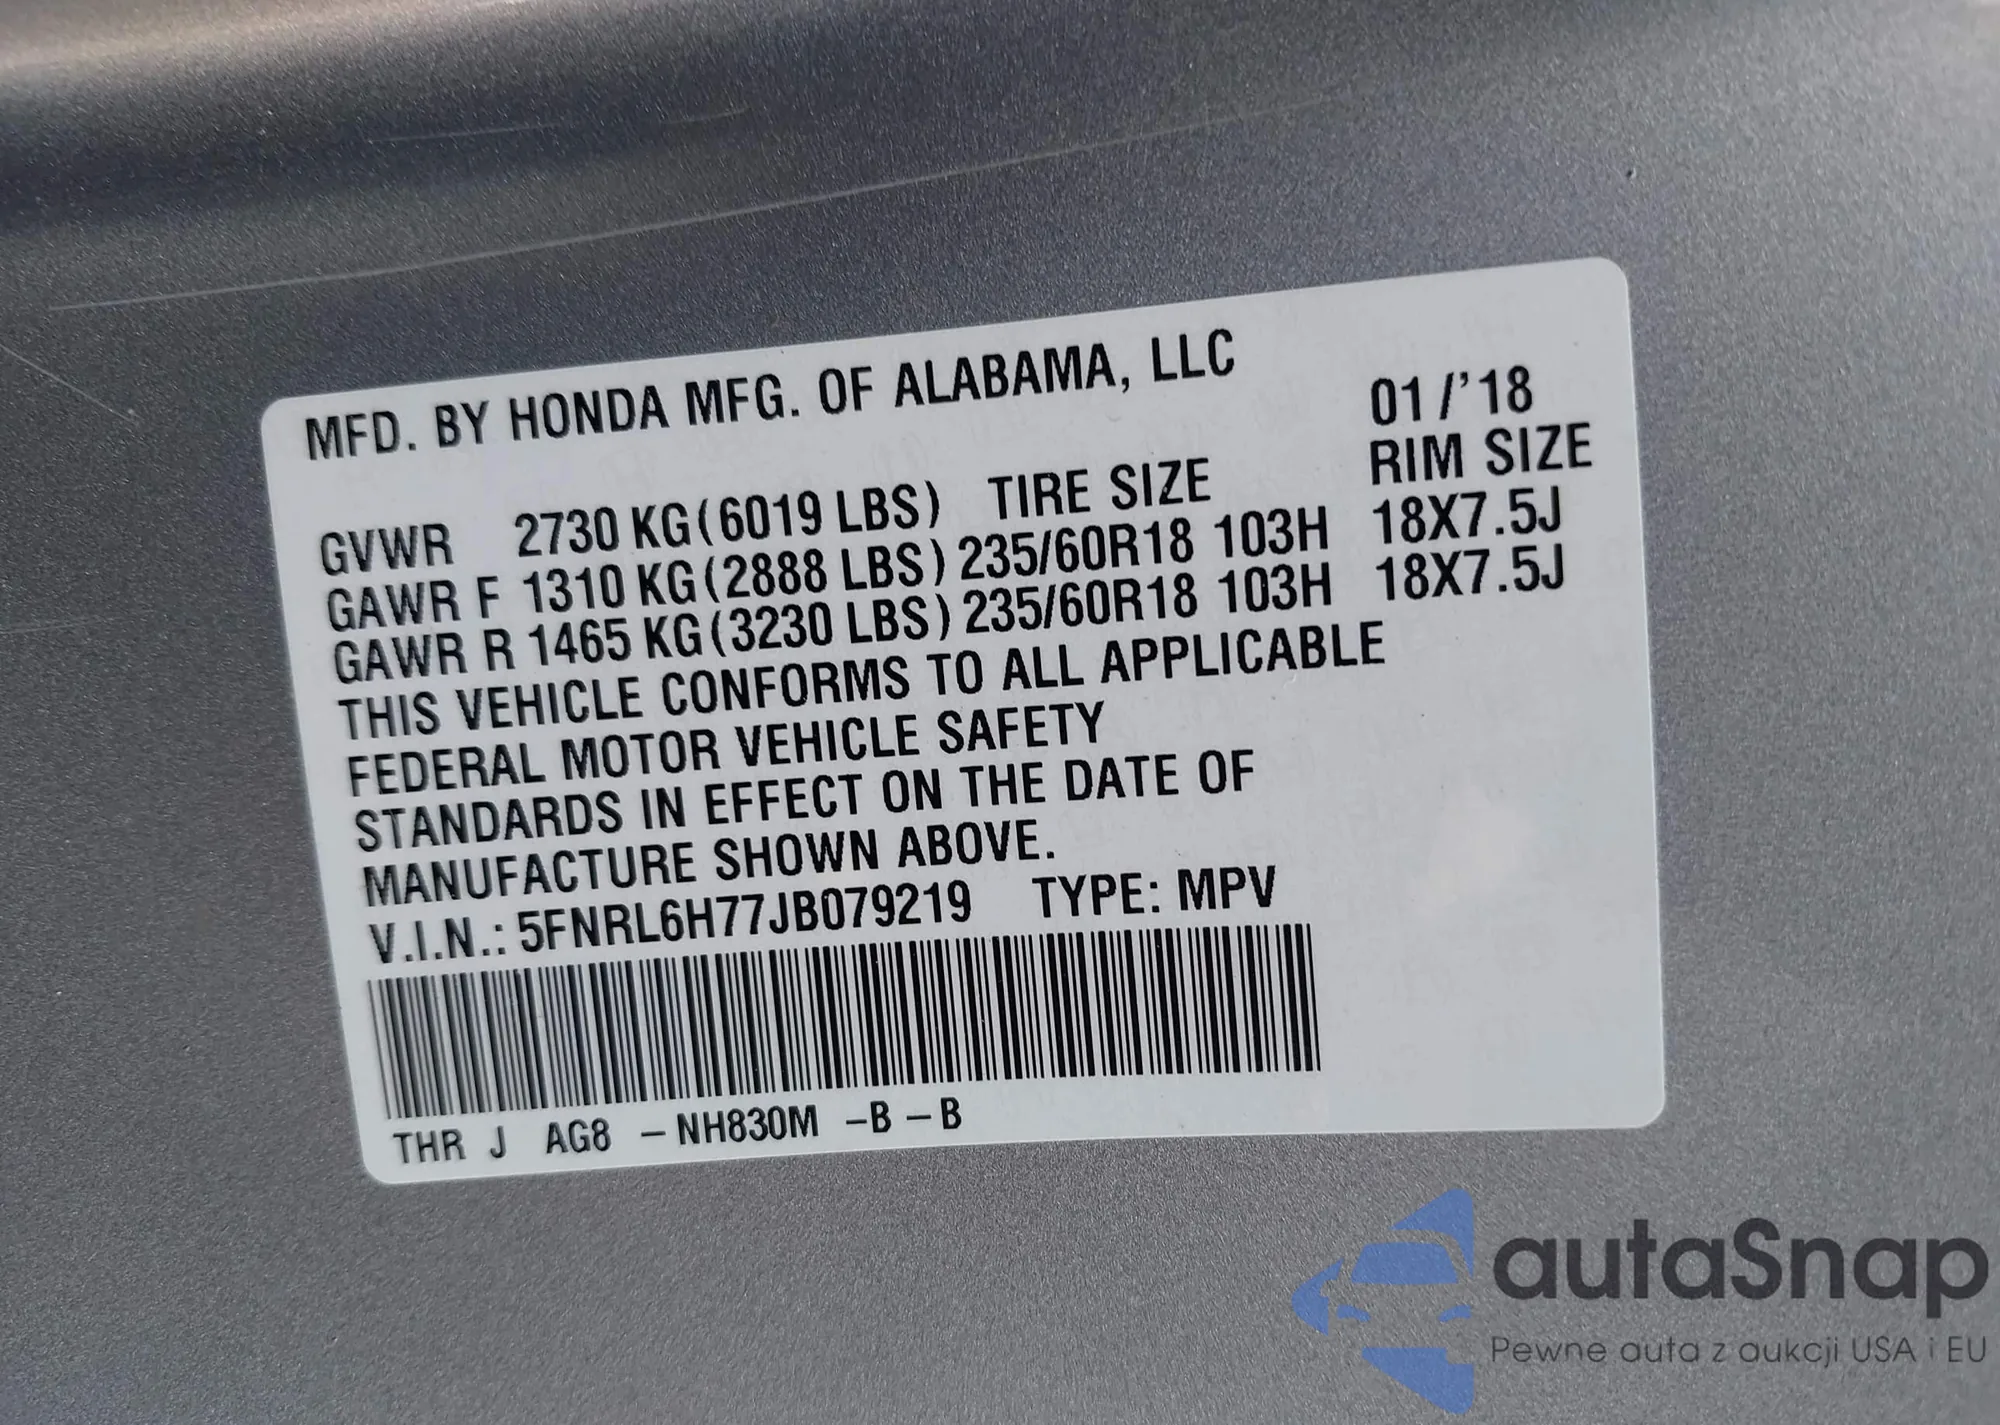 MFD. BY HONDA MFG. OF ALABAMA, LLC
01/'18
GVWR 2730 KG(6019 LBS) TIRE SIZE RIM SIZE
GAWR F 1310 KG(2888 LBS) 235/60R18 103H 18X7.5J
GAWR R 1465 KG(3230 LBS) 235/60R18 103H 18X7.5J
THIS VEHICLE CONFORMS TO ALL APPLICABLE
FEDERAL MOTOR VEHICLE SAFETY
STANDARDS IN EFFECT ON THE DATE OF
MANUFACTURE SHOWN ABOVE.
V.I.N.: 5FNRL6H77JB079219 TYPE: MPV
THR J AG8 -NH830M -B -B
autaSnap
Pewne auta z aukcji USA i EU